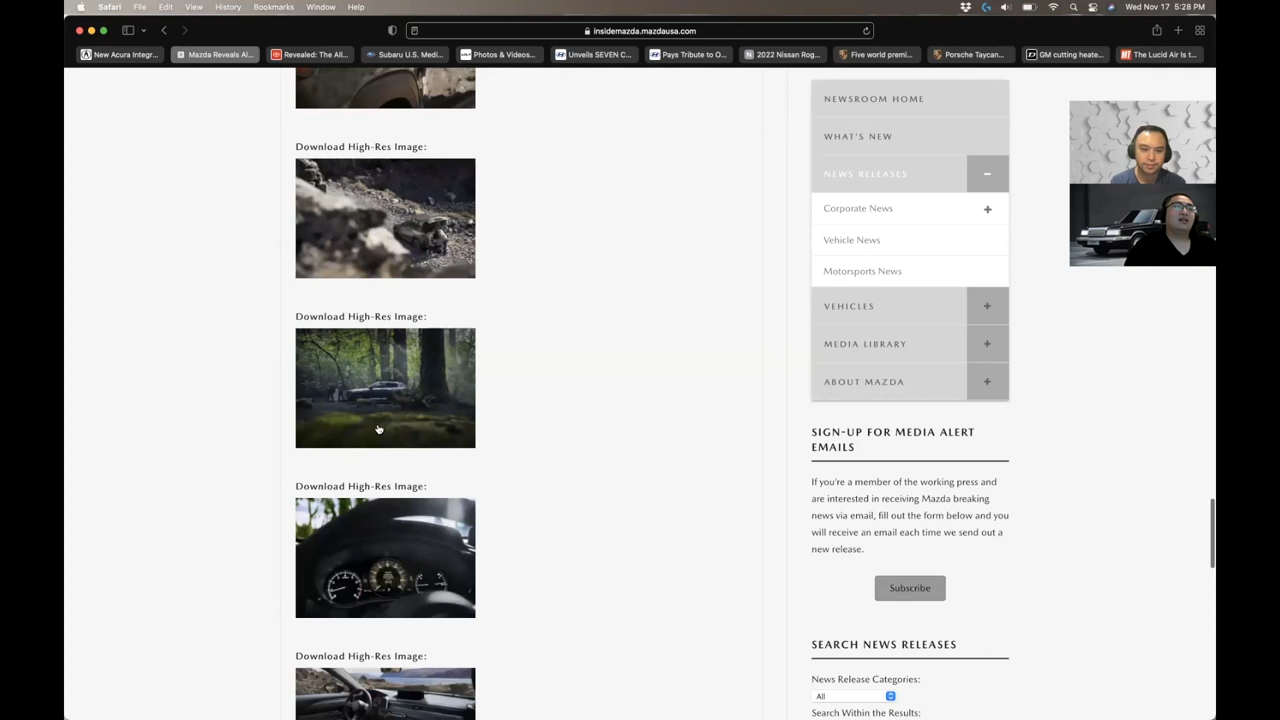 Safari File Edit View History Bookmarks Window Help
Wed Nov 17 5:28 PM
insidemazda.mazdausa.com
New Acura Integr...
Mazda Reveals Al...
Revealed: The All...
Subaru U.S. Medi...
Photos & Videos...
Unveils SEVEN C...
Pays Tribute to O...
2022 Nissan Rog...
Five world premi...
Porsche Taycan...
GM cutting heate...
The Lucid Air Is t...
Download High-Res Image:
Download High-Res Image:
Download High-Res Image:
Download High-Res Image:
NEWSROOM HOME
WHAT'S NEW
NEWS RELEASES
Corporate News
Vehicle News
Motorsports News
VEHICLES
MEDIA LIBRARY
ABOUT MAZDA
SIGN-UP FOR MEDIA ALERT
EMAILS
If you're a member of the working press and
are interested in receiving Mazda breaking
news via email, fill out the form below and you
will receive an email each time we send out a
new release.
Subscribe
SEARCH NEWS RELEASES
News Release Categories:
All
Search Within the Results: